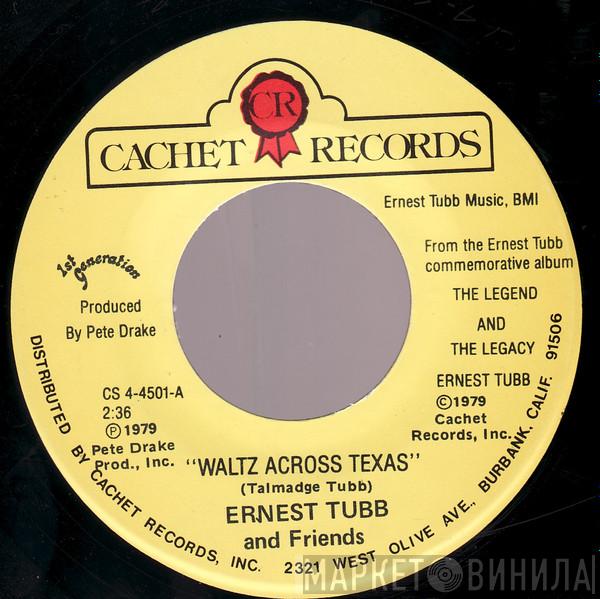 CR
CACHET RECORDS
Ernest Tubb Music, BMI
From the Ernest Tubb
commemorative album
THE LEGEND
AND
THE LEGACY
ERNEST TUBB
©1979
Cachet
Records, Inc.
1st Generation
Produced
By Pete Drake
CS 4-4501-A
2:36
℗1979
Pete Drake
Prod., Inc.
"WALTZ ACROSS TEXAS"
(Talmadge Tubb)
ERNEST TUBB
and Friends
DISTRIBUTED BY CACHET RECORDS, INC. 2321 WEST OLIVE AVE., BURBANK, CALIF. 91506
МАРКЕТ ВИНИЛА